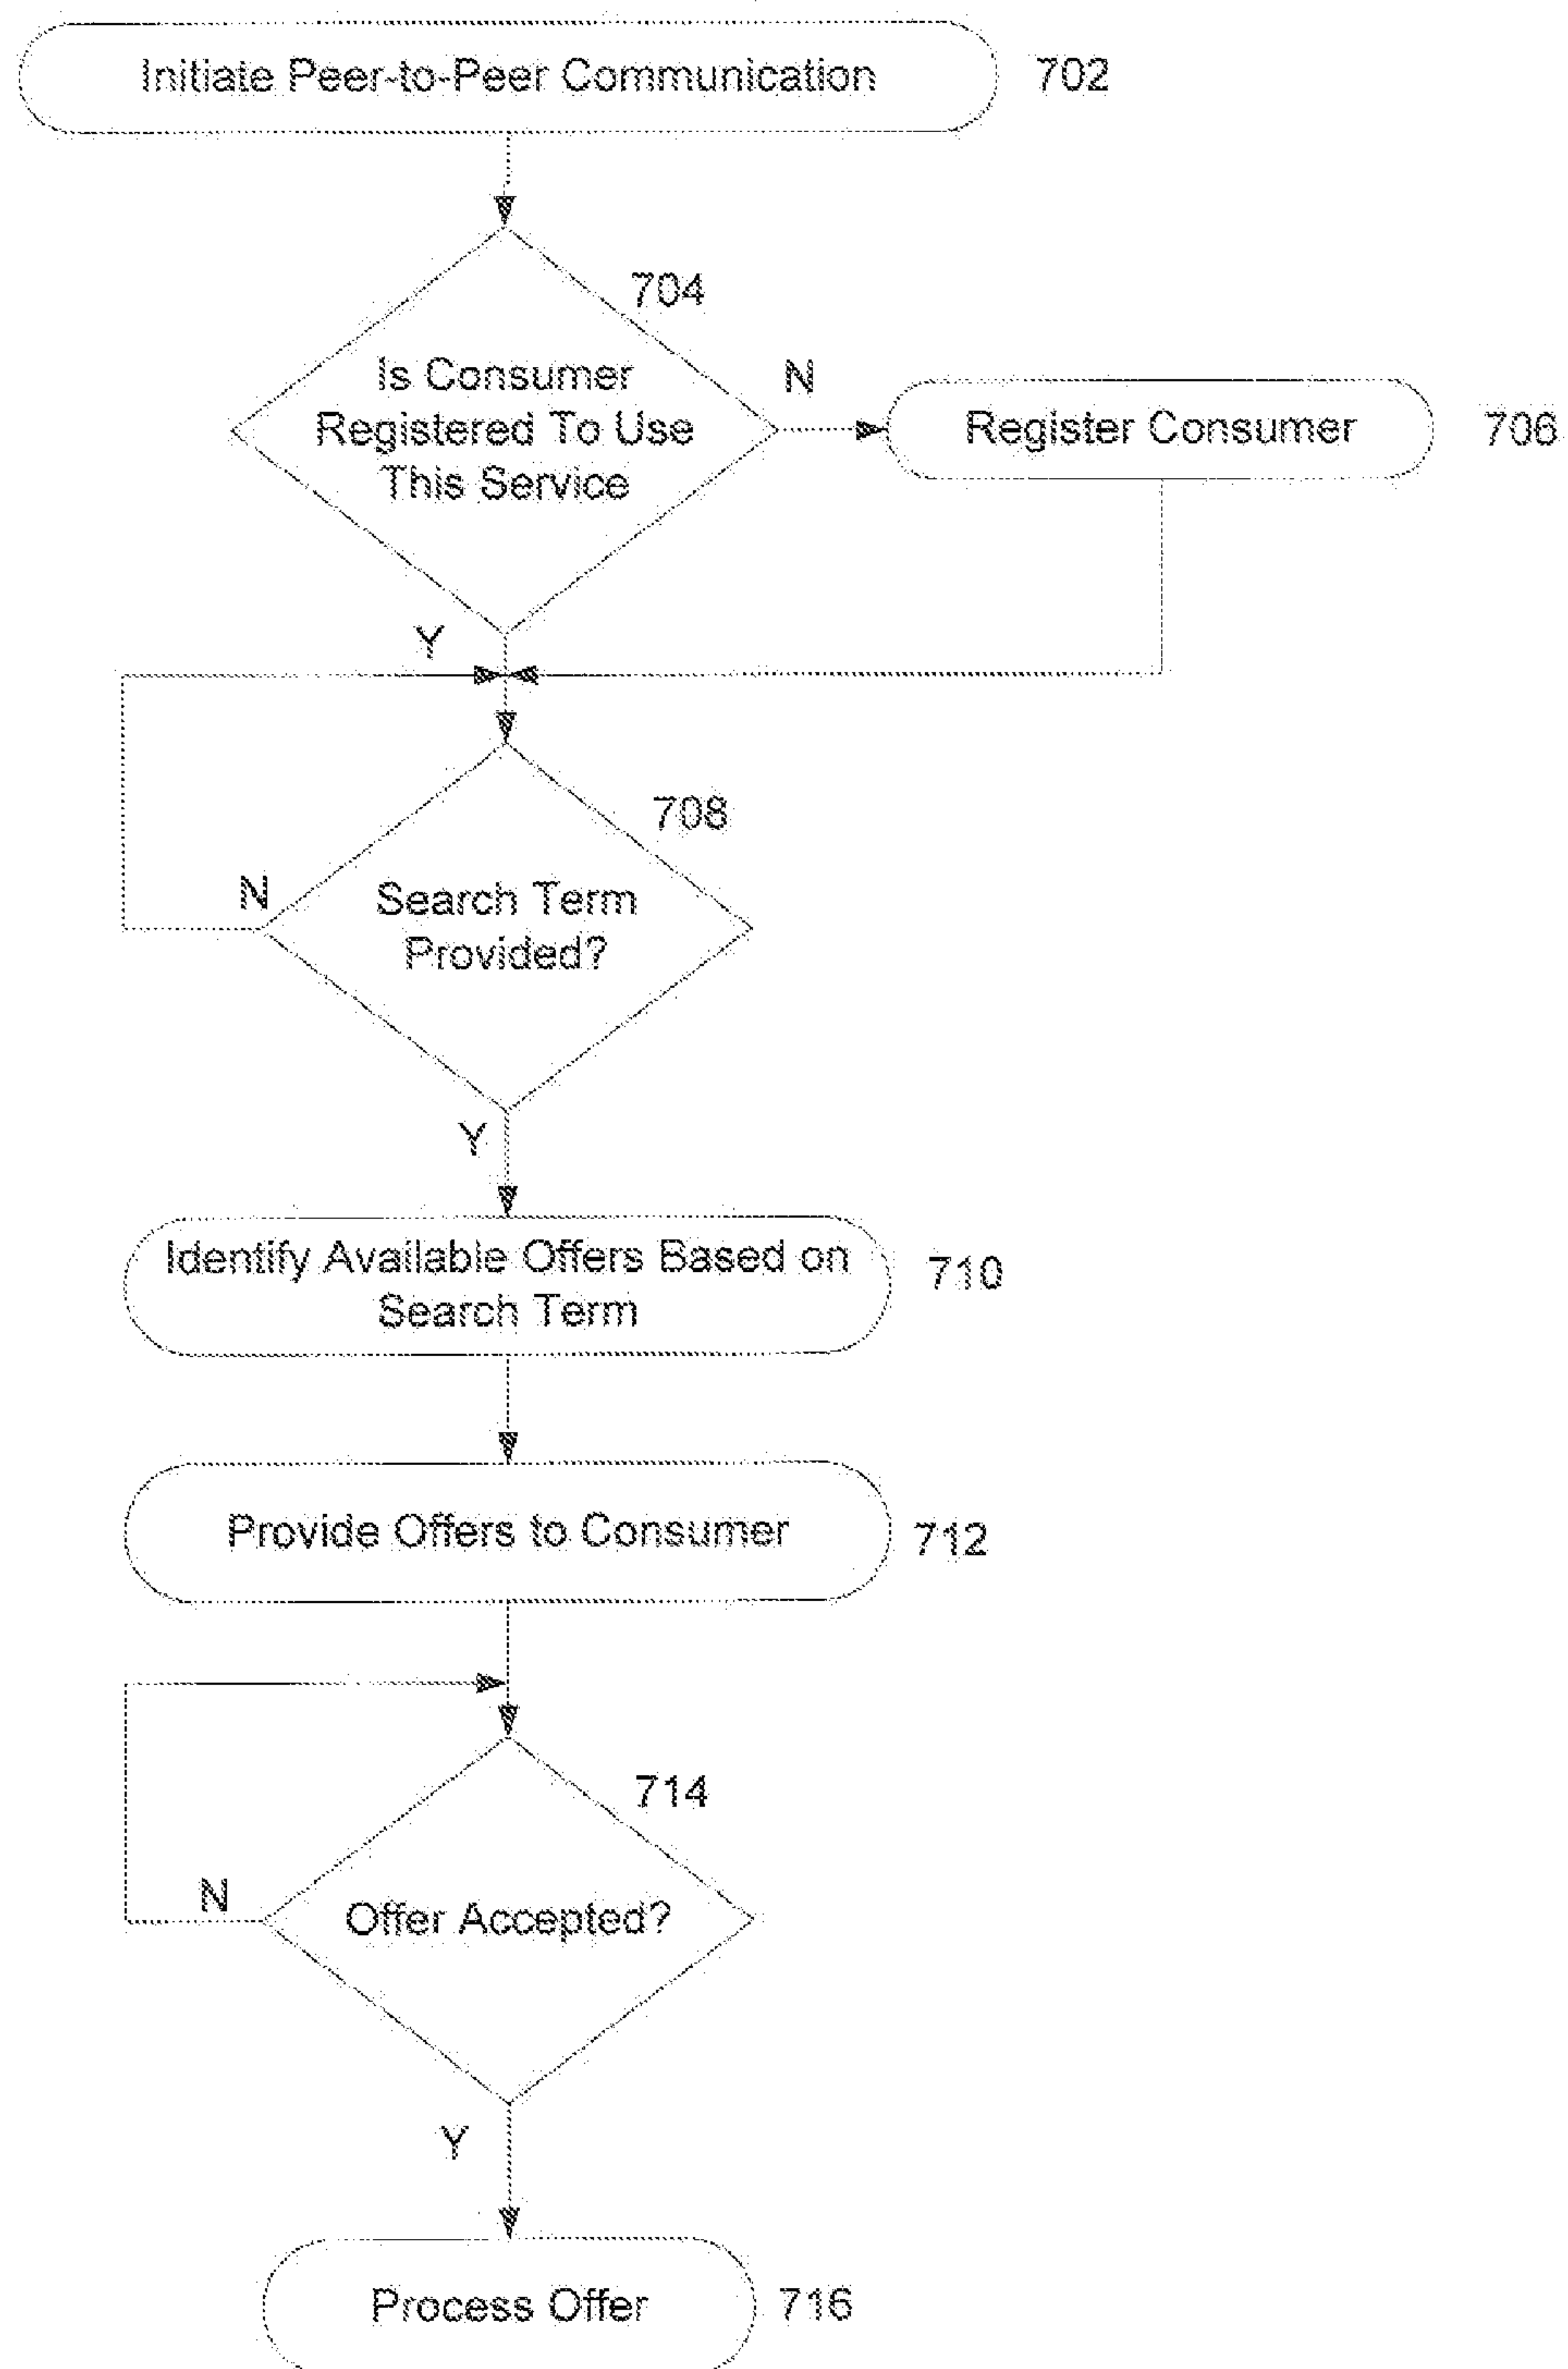 Initiate Peer-to-Peer Communication
702
704
Is Consumer
Registered To Use
This Service
N
Register Consumer
706
Y
708
N
Search Term
Provided?
Y
Identify Available Offers Based on
Search Term
710
Provide Offers to Consumer
712
714
N
Offer Accepted?
Y
Process Offer
716